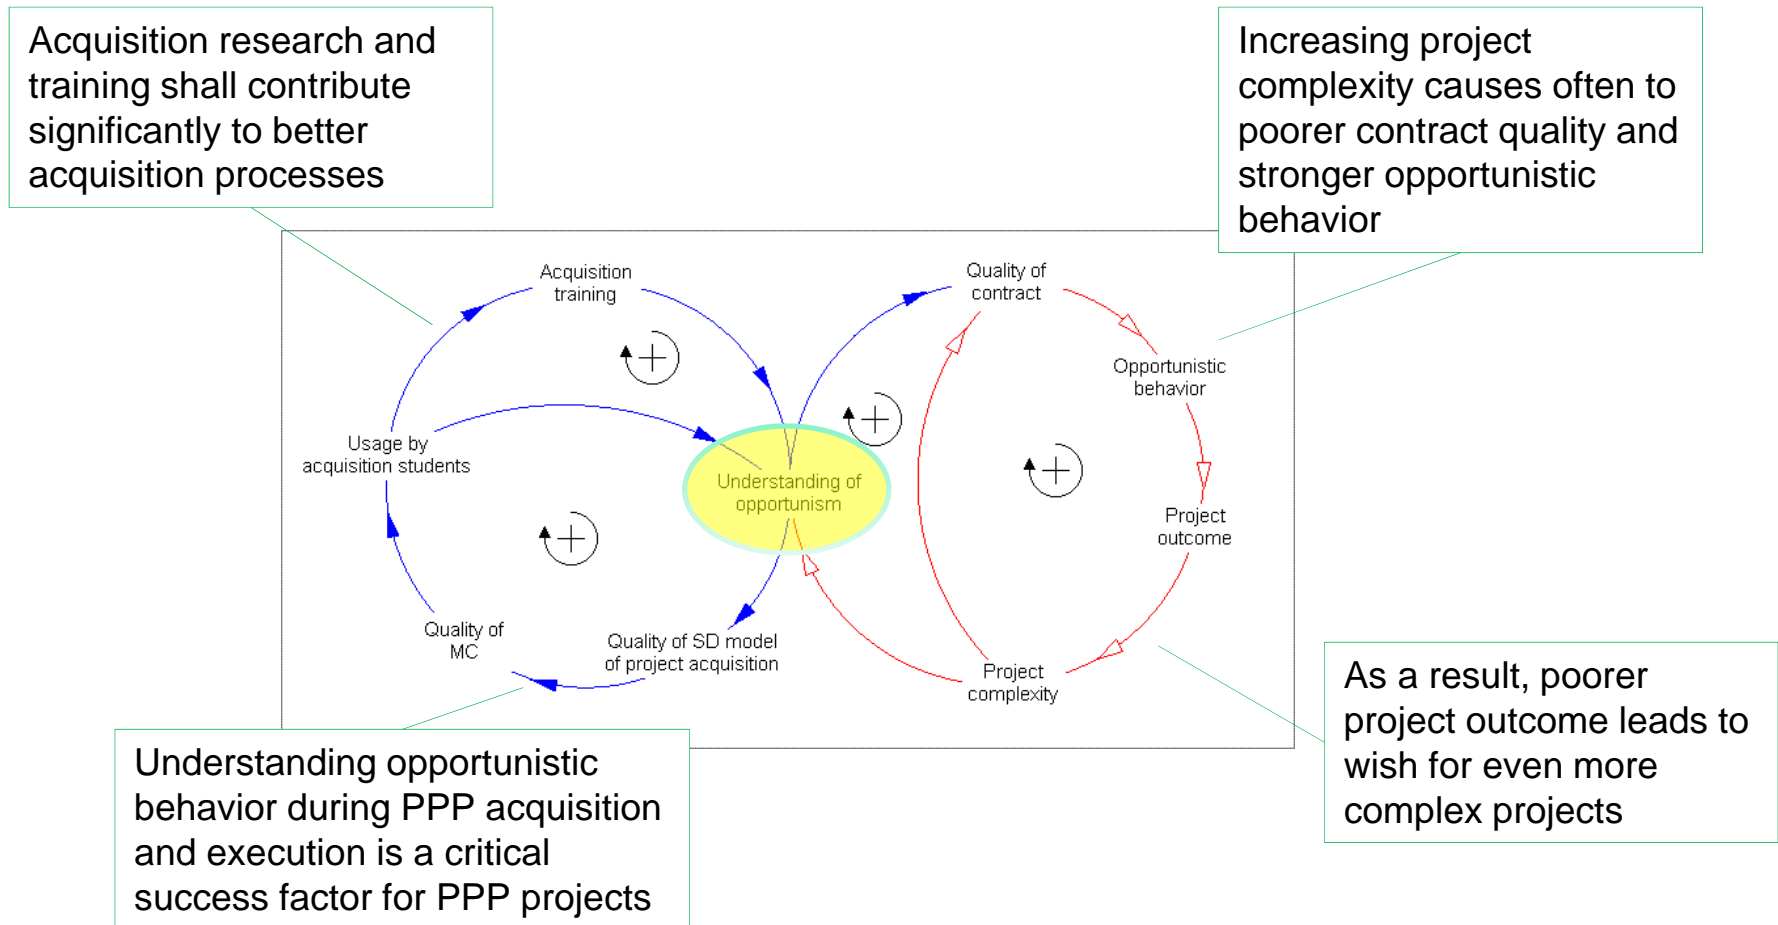 Acquisition research and
training shall contribute
significantly to better
acquisition processes
Increasing project
complexity causes often to
poorer contract quality and
stronger opportunistic
behavior
Acquisition
training
Quality of
contract
Opportunistic
behavior
Usage by
acquisition students
Understanding of
opportunism
Project
outcome
Quality of
MC
Quality of SD model
of project acquisition
Project
complexity
Understanding opportunistic
behavior during PPP acquisition
and execution is a critical
success factor for PPP projects
As a result, poorer
project outcome leads to
wish for even more
complex projects